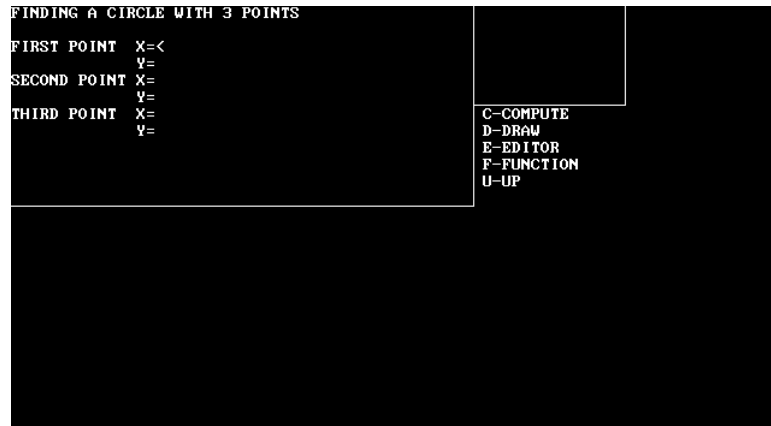 FINDING A CIRCLE WITH 3 POINTS
FIRST POINT X=<
Y=
SECOND POINT X=
Y=
THIRD POINT X=
Y=
C-COMPUTE
D-DRAW
E-EDITOR
F-FUNCTION
U-UP